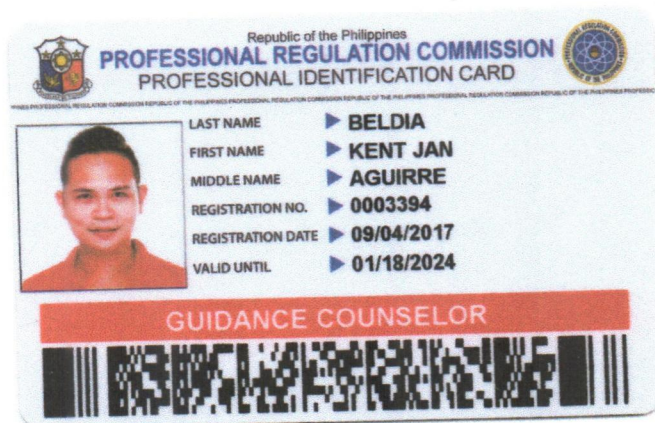 Republic of the Philippines
PROFESSIONAL REGULATION COMMISSION
PROFESSIONAL IDENTIFICATION CARD
LAST NAME BELDIA
FIRST NAME KENT JAN
MIDDLE NAME AGUIRRE
REGISTRATION NO. 0003394
REGISTRATION DATE 09/04/2017
VALID UNTIL 01/18/2024
GUIDANCE COUNSELOR